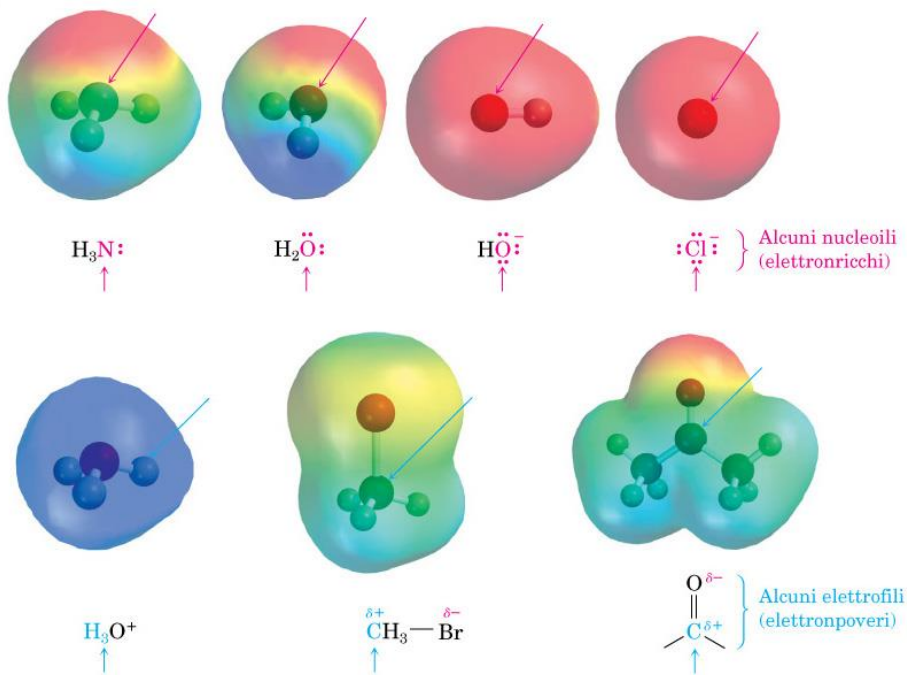 H₃N:
H₂Ö:
HÖ:⁻
:Cl:⁻
Alcuni nucleoili
(elettronricchi)
H₃O⁺
δ+ δ−
CH₃—Br
O δ−
C δ+
Alcuni elettrofili
(elettronpoveri)